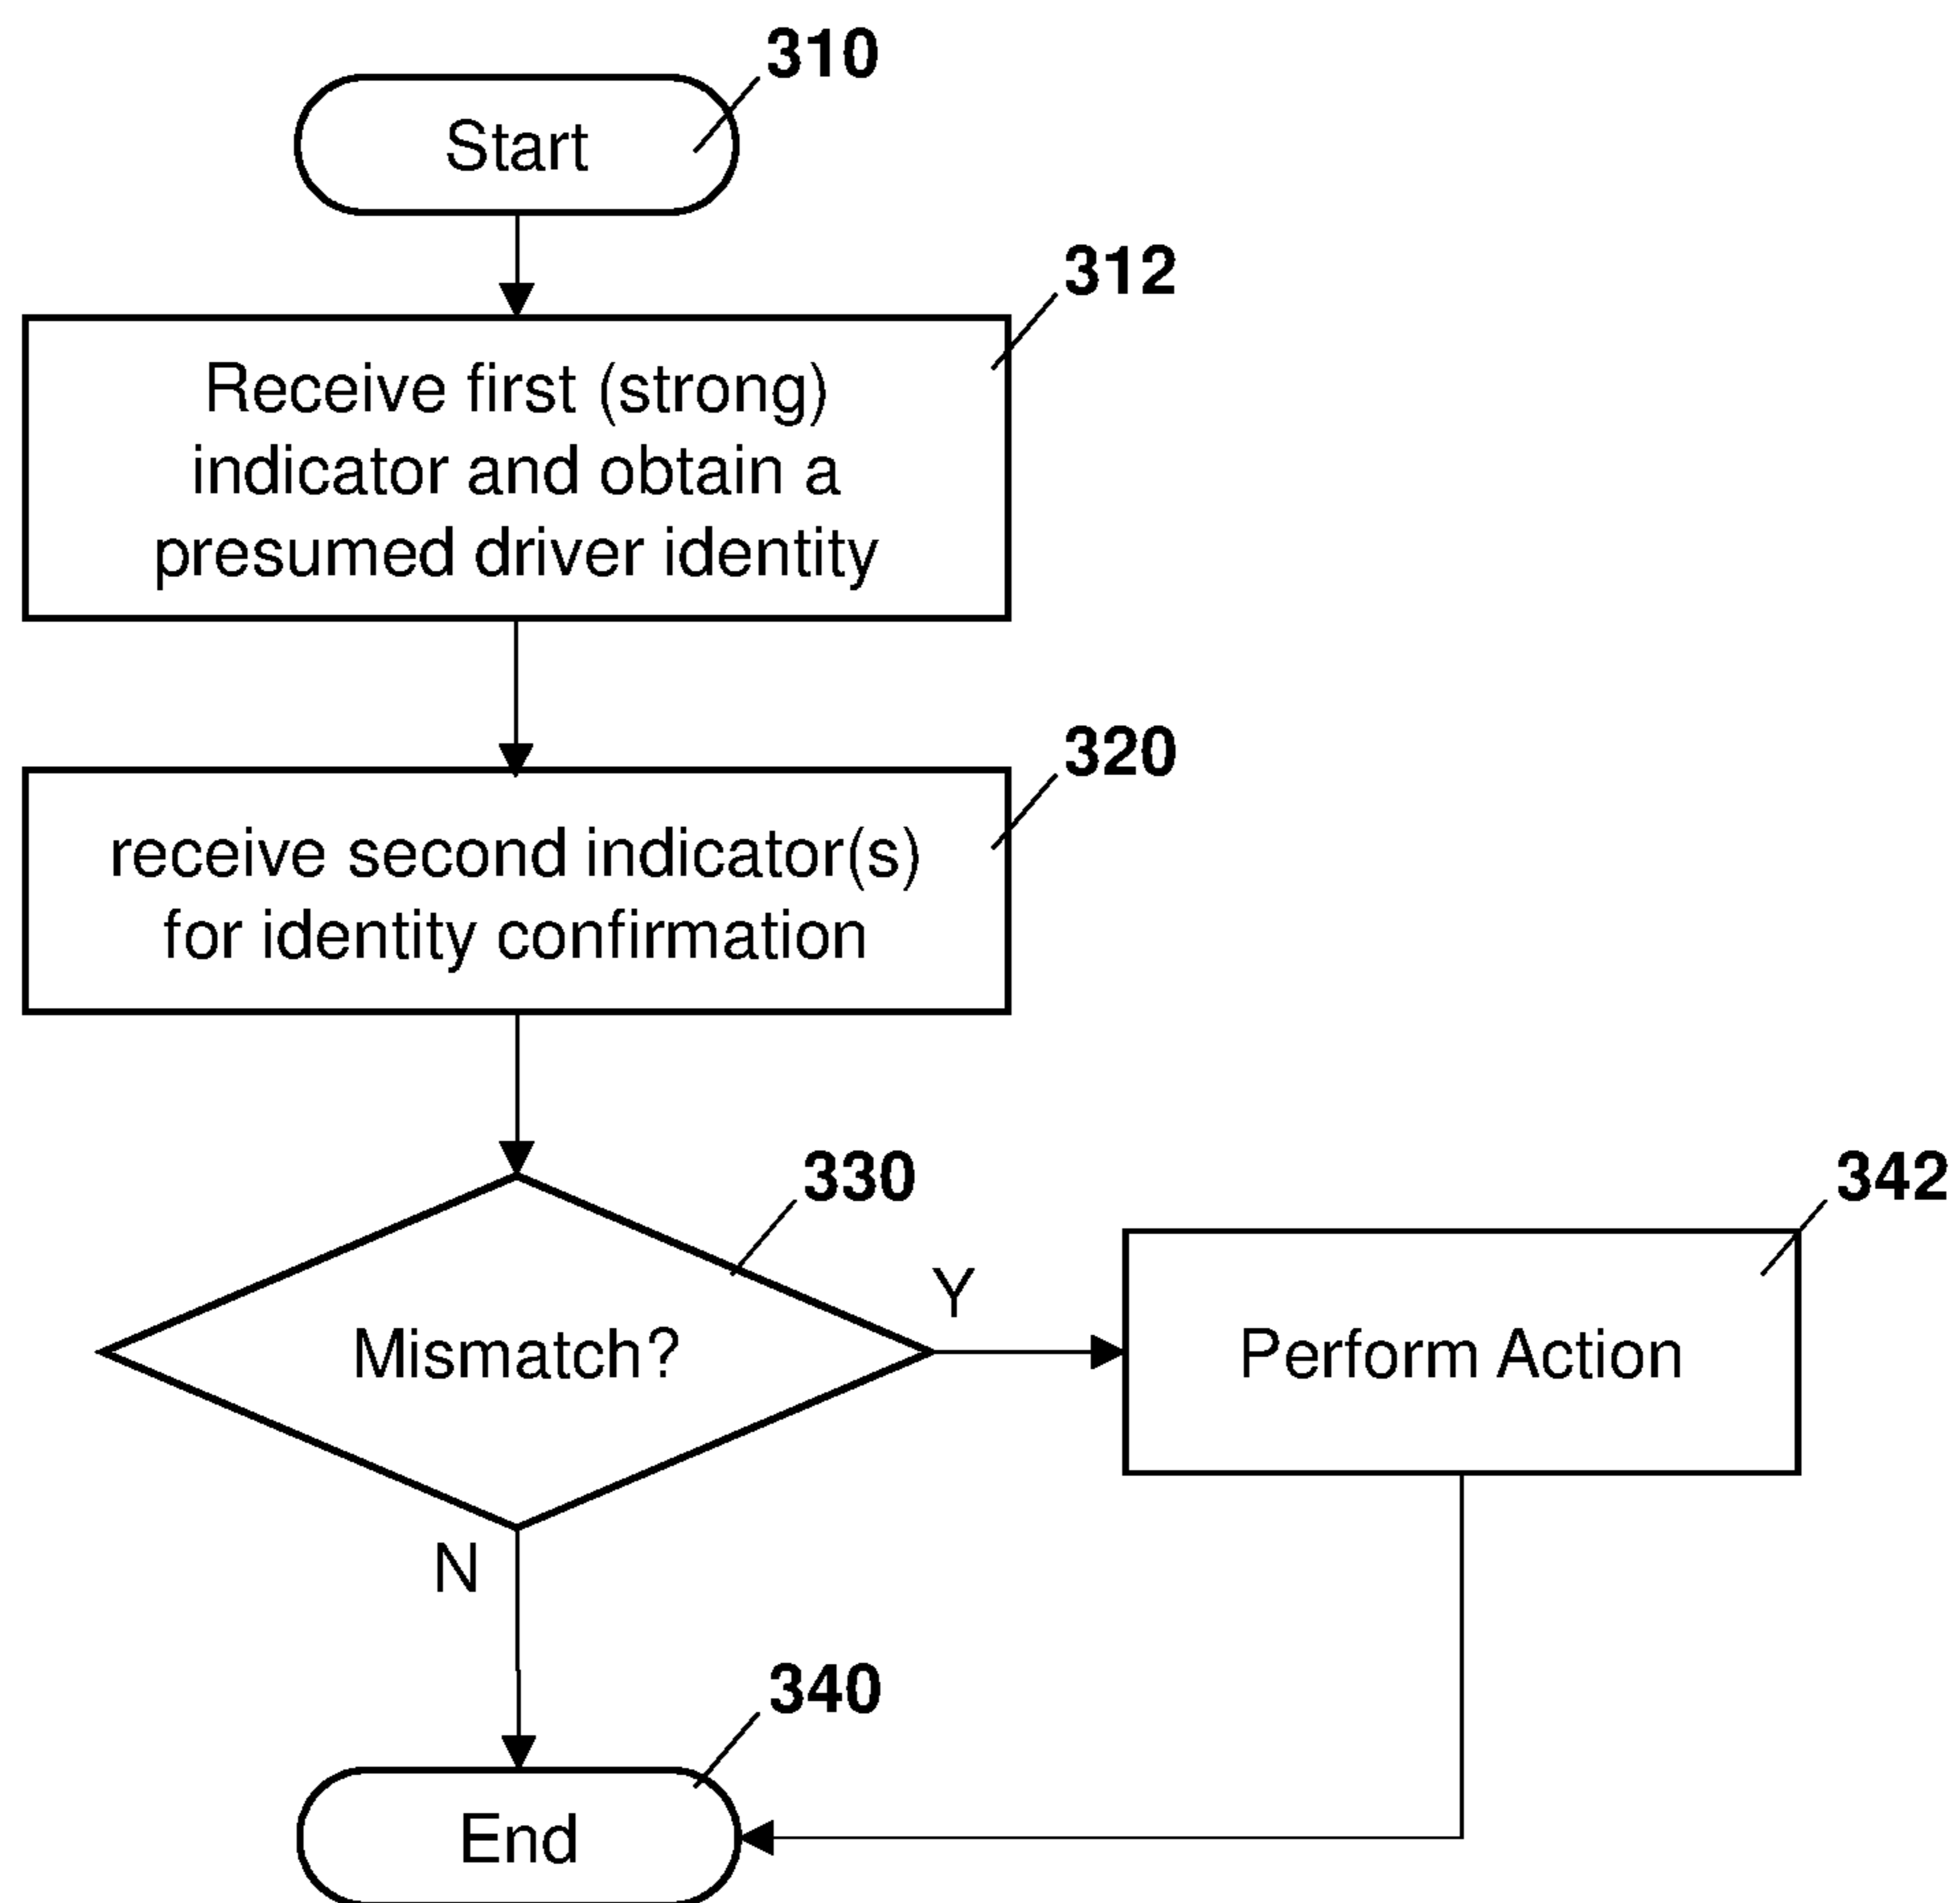 310
Start
312
Receive first (strong)
indicator and obtain a
presumed driver identity
320
receive second indicator(s)
for identity confirmation
330
Mismatch?
Y
342
Perform Action
N
340
End